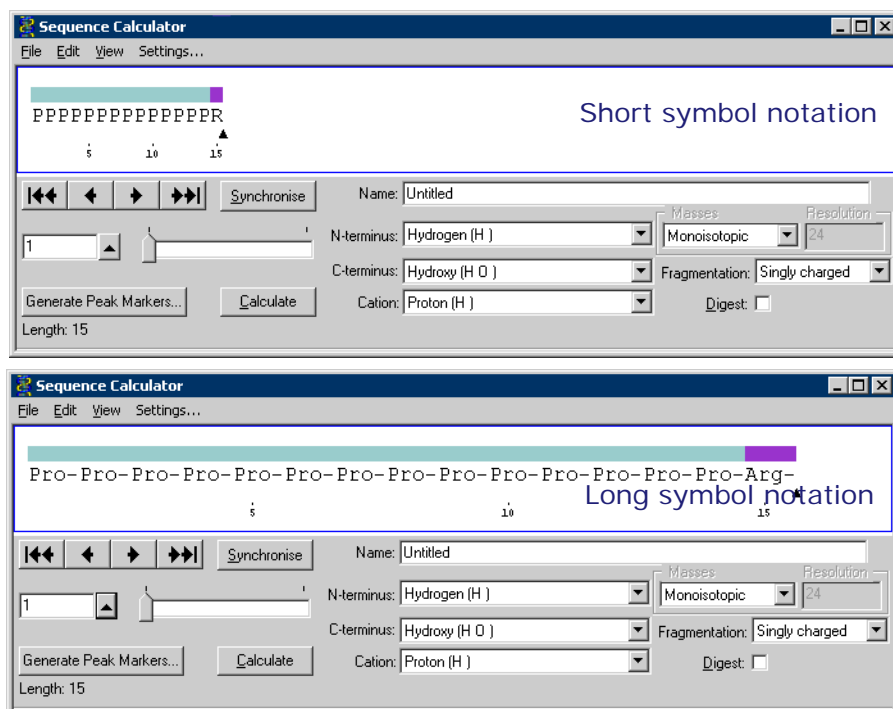 Sequence Calculator
File Edit View Settings...
PPPPPPPPPPPPPPR
Short symbol notation
5 10 15
Synchronise
Name: Untitled
Masses Resolution
N-terminus: Hydrogen (H )
Monoisotopic 24
1
C-terminus: Hydroxy (H O )
Fragmentation: Singly charged
Generate Peak Markers... Calculate
Cation: Proton (H )
Digest:
Length: 15
Sequence Calculator
File Edit View Settings...
Pro-Pro-Pro-Pro-Pro-Pro-Pro-Pro-Pro-Pro-Pro-Pro-Pro-Pro-Arg-
Long symbol notation
5 10 15
Synchronise
Name: Untitled
Masses Resolution
N-terminus: Hydrogen (H )
Monoisotopic 24
1
C-terminus: Hydroxy (H O )
Fragmentation: Singly charged
Generate Peak Markers... Calculate
Cation: Proton (H )
Digest:
Length: 15